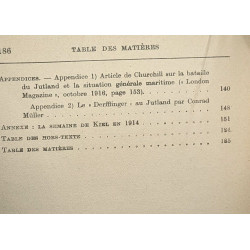 186 TABLE DES MATIÈRES
APPENDICES. — Appendice 1) Article de Churchill sur la bataille
du Jutland et la situation générale maritime (« London
Magazine », octobre 1916, page 153). . . . . . . . . . . 140
Appendice 2) Le « Derfflinger » au Jutland par Conrad
Müller . . . . . . . . . . . . . . . . . . . . . . 148
ANNEXE : LA SEMAINE DE KIEL EN 1914 . . . . . . . . . . . 151
TABLE DES HORS-TEXTE . . . . . . . . . . . . . . . . 181
TABLE DES MATIÈRES . . . . . . . . . . . . . . . . . 185